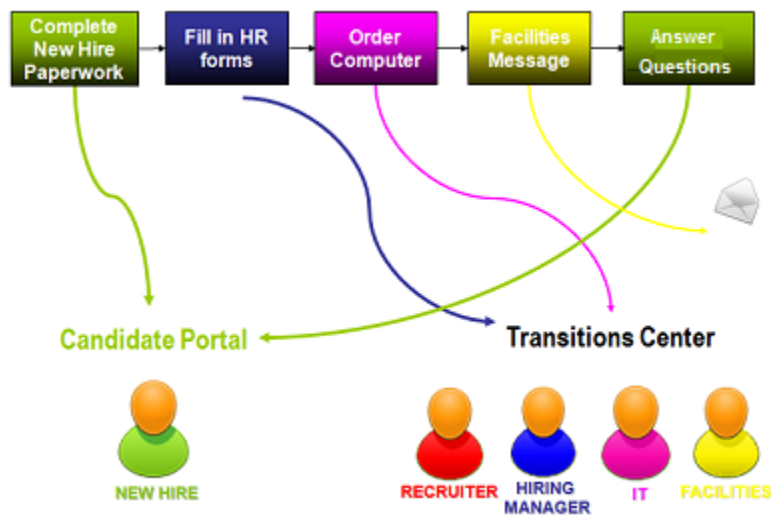 Complete
New Hire
Paperwork
Fill in HR
forms
Order
Computer
Facilities
Message
Answer
Questions
Candidate Portal
Transitions Center
NEW HIRE
RECRUITER
HIRING
MANAGER
IT
FACILITIES